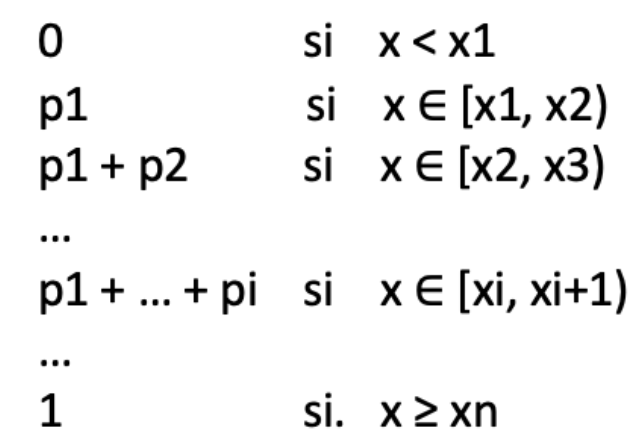 0 si x < x1
p1 si x ∈ [x1, x2)
p1 + p2 si x ∈ [x2, x3)
...
p1 + ... + pi si x ∈ [xi, xi+1)
...
1 si. x ≥ xn